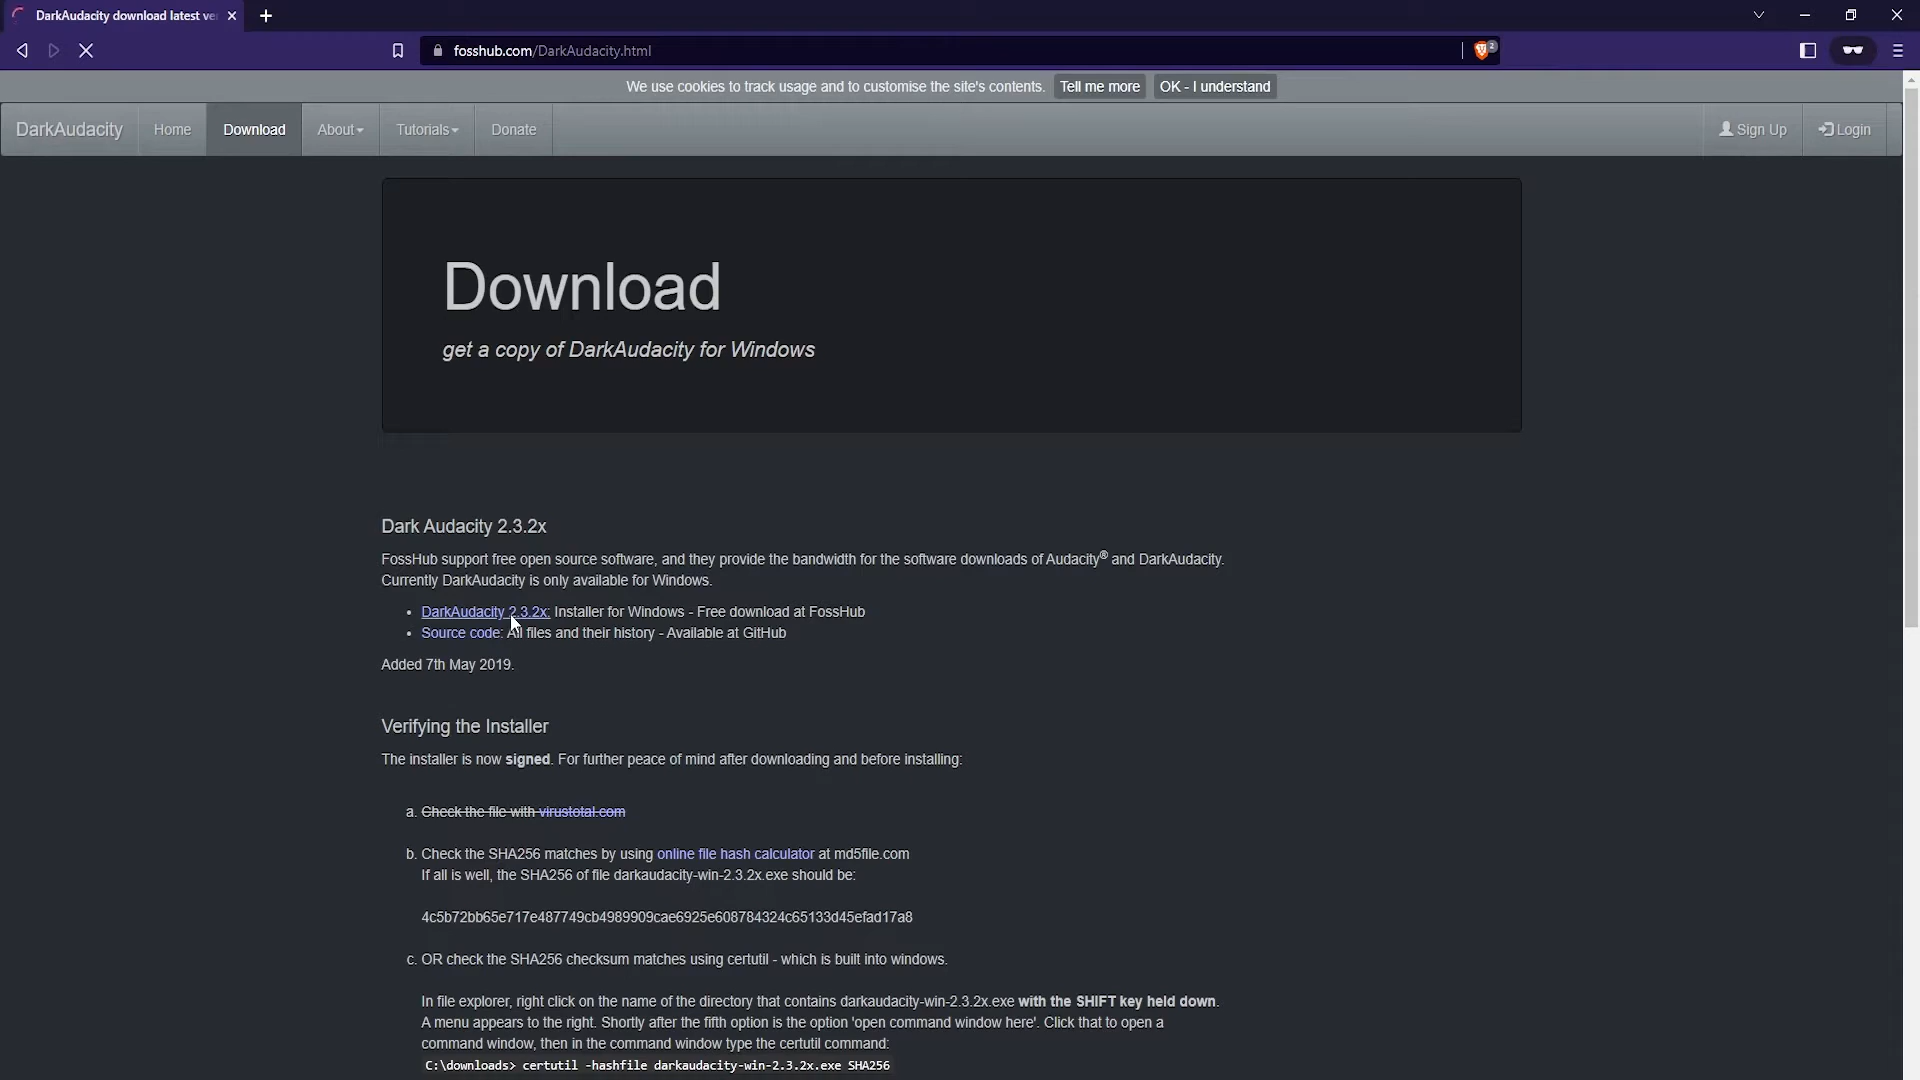 DarkAudacity download latest ve
fosshub.com/DarkAudacity.html
2
We use cookies to track usage and to customise the site's contents. Tell me more OK - I understand
DarkAudacity Home Download About Tutorials Donate Sign Up Login
Download
get a copy of DarkAudacity for Windows
Dark Audacity 2.3.2x
FossHub support free open source software, and they provide the bandwidth for the software downloads of Audacity® and DarkAudacity.
Currently DarkAudacity is only available for Windows.
• DarkAudacity 2.3.2x: Installer for Windows - Free download at FossHub
• Source code: All files and their history - Available at GitHub
Added 7th May 2019.
Verifying the Installer
The installer is now signed. For further peace of mind after downloading and before installing:
a. Check the file with virustotal.com
b. Check the SHA256 matches by using online file hash calculator at md5file.com
If all is well, the SHA256 of file darkaudacity-win-2.3.2x.exe should be:
4c5b72bb65e717e487749cb4989909cae6925e608784324c65133d45efad17a8
c. OR check the SHA256 checksum matches using certutil - which is built into windows.
In file explorer, right click on the name of the directory that contains darkaudacity-win-2.3.2x.exe with the SHIFT key held down.
A menu appears to the right. Shortly after the fifth option is the option 'open command window here'. Click that to open a
command window, then in the command window type the certutil command:
C:\downloads> certutil -hashfile darkaudacity-win-2.3.2x.exe SHA256